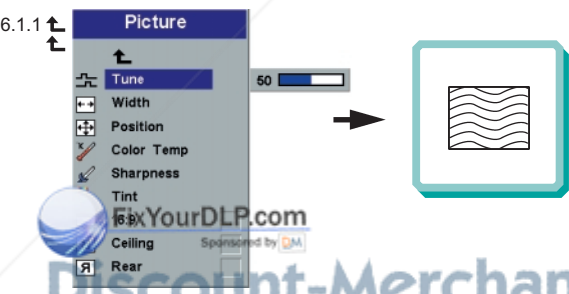 6.1.1
Picture
Tune
50
Width
Position
Color Temp
Sharpness
Tint
16:9
FixYourDLP.com
Ceiling
Sponsored by DM
Rear
Discount-Merchan